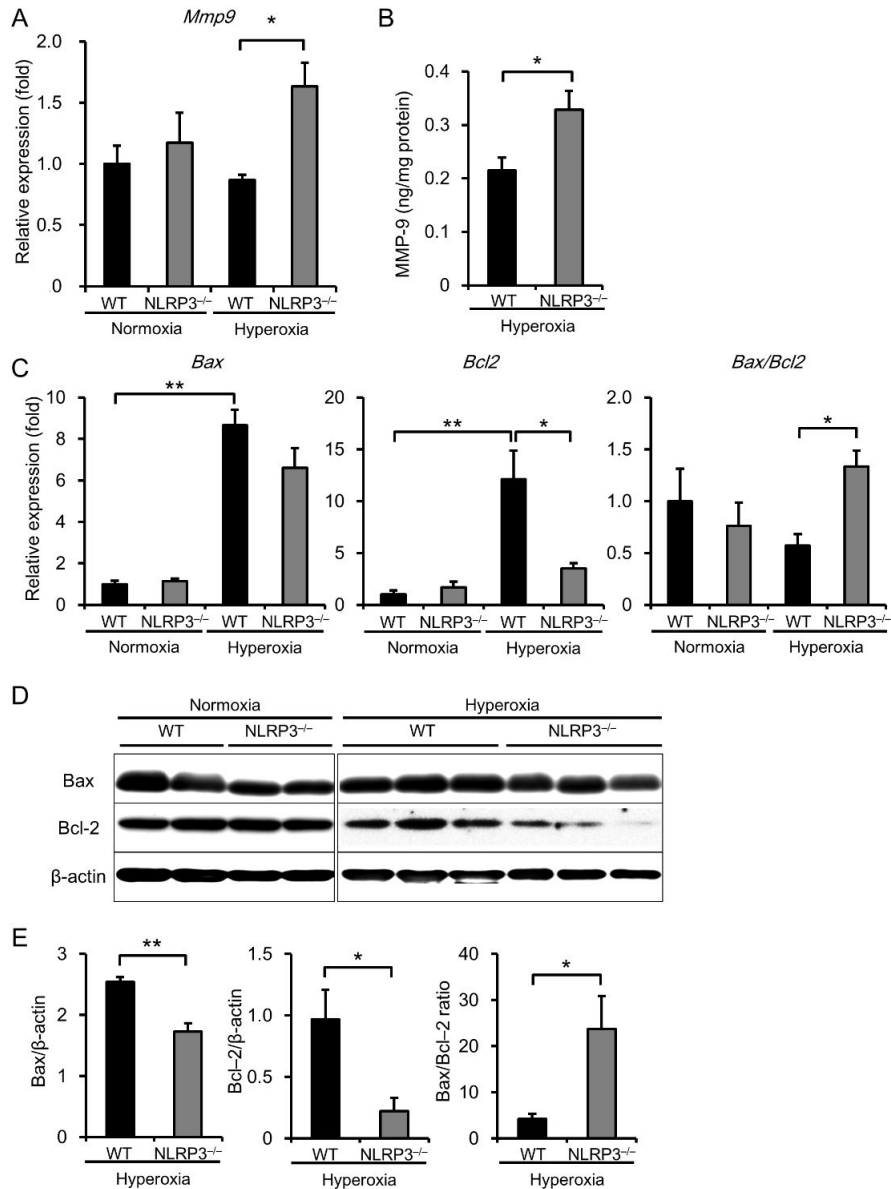 A
Mmp9
*
Relative expression (fold)
2.0
1.5
1.0
0.5
0
WT NLRP3–/– WT NLRP3–/–
Normoxia Hyperoxia
B
*
MMP-9 (ng/mg protein)
0.4
0.3
0.2
0.1
0
WT NLRP3–/–
Hyperoxia
C
Bax
**
Relative expression (fold)
10
8
6
4
2
0
WT NLRP3–/– WT NLRP3–/–
Normoxia Hyperoxia
Bcl2
** *
20
15
10
5
0
WT NLRP3–/– WT NLRP3–/–
Normoxia Hyperoxia
Bax/Bcl2
*
2.0
1.5
1.0
0.5
0
WT NLRP3–/– WT NLRP3–/–
Normoxia Hyperoxia
D
Normoxia Hyperoxia
WT NLRP3–/– WT NLRP3–/–
Bax
Bcl-2
β-actin
E
**
Bax/β-actin
3
2
1
0
WT NLRP3–/–
Hyperoxia
*
Bcl–2/β-actin
1.5
1.0
0.5
0
WT NLRP3–/–
Hyperoxia
*
Bax/Bcl–2 ratio
40
30
20
10
0
WT NLRP3–/–
Hyperoxia